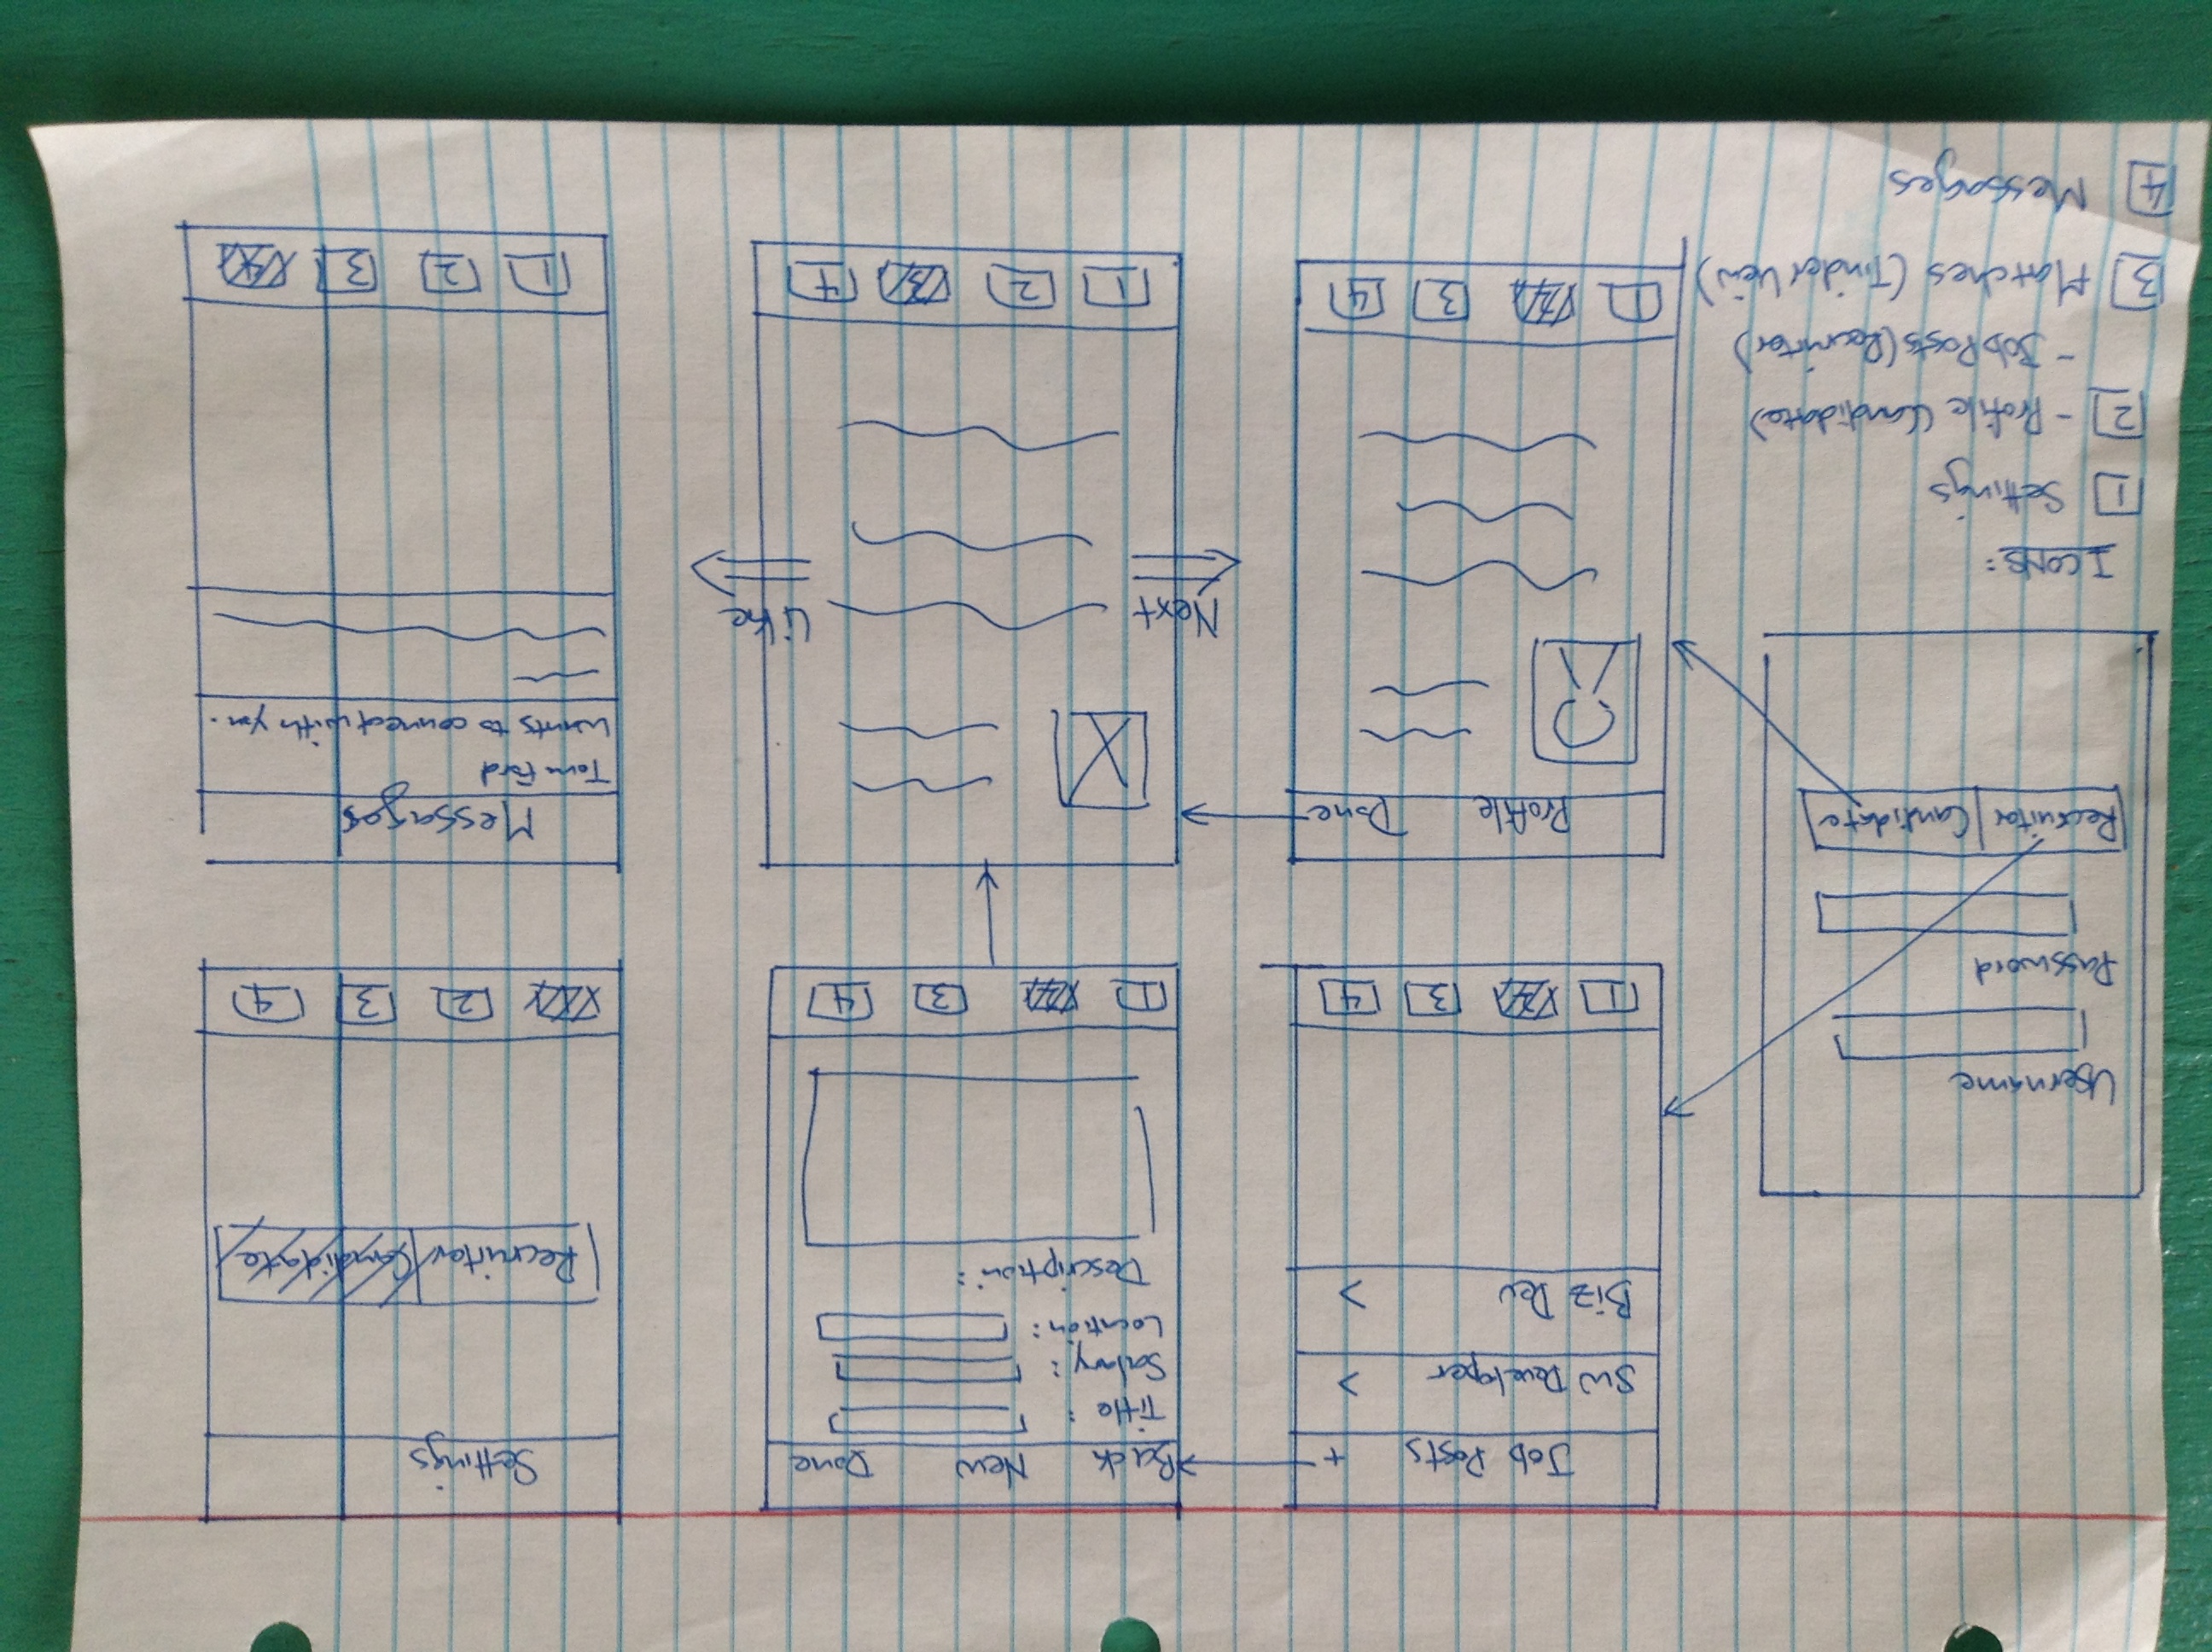 Username
Password
Recruiter Candidate
ICONS:
1 Settings
2 - Profile (Candidate)
- Job Posts (Recruiter)
3 Matches (Tinder View)
4 Messages
Job Posts +
SW Developer >
Biz Dev >
1 2 3 4
Back New Done
Title :
Salary :
Location :
Description :
1 2 3 4
Settings
Recruiter Candidate
1 2 3 4
Profile Done
1 2 3 4
Next Like
1 2 3 4
Messages
Tom Ford
wants to connect with you.
1 2 3 4